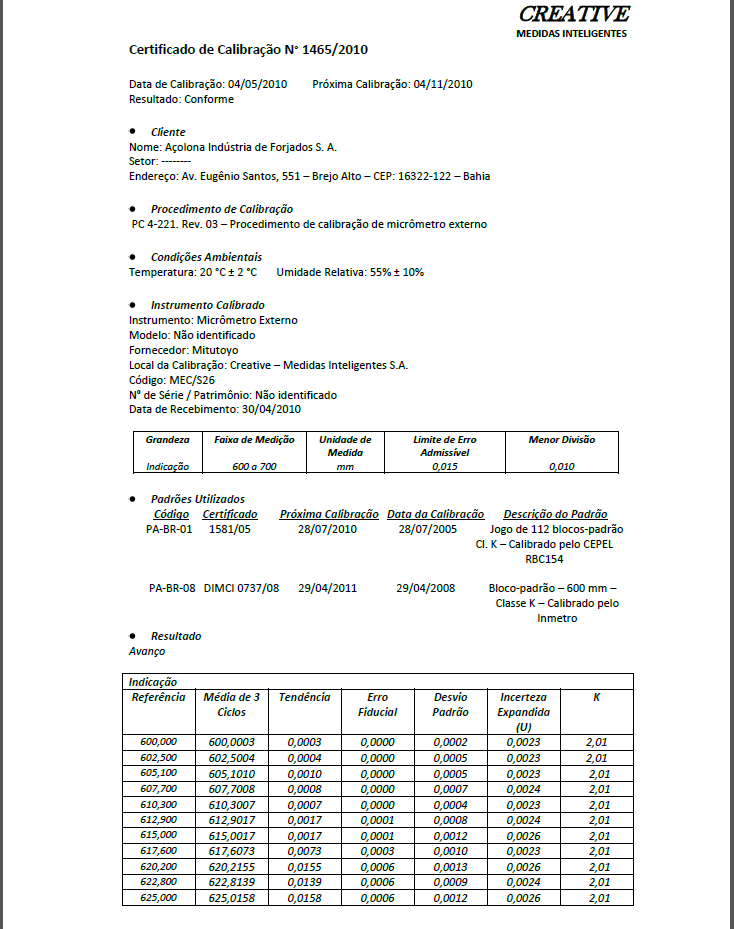 CREATIVE
MEDIDAS INTELIGENTES
Certificado de Calibração N° 1465/2010
Data de Calibração: 04/05/2010 Próxima Calibração: 04/11/2010
Resultado: Conforme
• Cliente
Nome: Açolona Indústria de Forjados S. A.
Setor: --------
Endereço: Av. Eugênio Santos, 551 – Brejo Alto – CEP: 16322-122 – Bahia
• Procedimento de Calibração
PC 4-221. Rev. 03 – Procedimento de calibração de micrômetro externo
• Condições Ambientais
Temperatura: 20 °C ± 2 °C Umidade Relativa: 55% ± 10%
• Instrumento Calibrado
Instrumento: Micrômetro Externo
Modelo: Não identificado
Fornecedor: Mitutoyo
Local da Calibração: Creative – Medidas Inteligentes S.A.
Código: MEC/S26
N° de Série / Patrimônio: Não identificado
Data de Recebimento: 30/04/2010
Grandeza Faixa de Medição Unidade de Medida Limite de Erro Admissível Menor Divisão
Indicação 600 a 700 mm 0,015 0,010
• Padrões Utilizados
Código Certificado Próxima Calibração Data da Calibração Descrição do Padrão
PA-BR-01 1581/05 28/07/2010 28/07/2005 Jogo de 112 blocos-padrão
Cl. K – Calibrado pelo CEPEL
RBC154
PA-BR-08 DIMCI 0737/08 29/04/2011 29/04/2008 Bloco-padrão – 600 mm –
Classe K – Calibrado pelo
Inmetro
• Resultado
Avanço
Indicação
Referência Média de 3 Ciclos Tendência Erro Fiducial Desvio Padrão Incerteza Expandida (U) K
600,000 600,0003 0,0003 0,0000 0,0002 0,0023 2,01
602,500 602,5004 0,0004 0,0000 0,0005 0,0023 2,01
605,100 605,1010 0,0010 0,0000 0,0005 0,0023 2,01
607,700 607,7008 0,0008 0,0000 0,0007 0,0024 2,01
610,300 610,3007 0,0007 0,0000 0,0004 0,0023 2,01
612,900 612,9017 0,0017 0,0001 0,0008 0,0024 2,01
615,000 615,0017 0,0017 0,0001 0,0012 0,0026 2,01
617,600 617,6073 0,0073 0,0003 0,0010 0,0023 2,01
620,200 620,2155 0,0155 0,0006 0,0013 0,0026 2,01
622,800 622,8139 0,0139 0,0006 0,0009 0,0024 2,01
625,000 625,0158 0,0158 0,0006 0,0012 0,0026 2,01